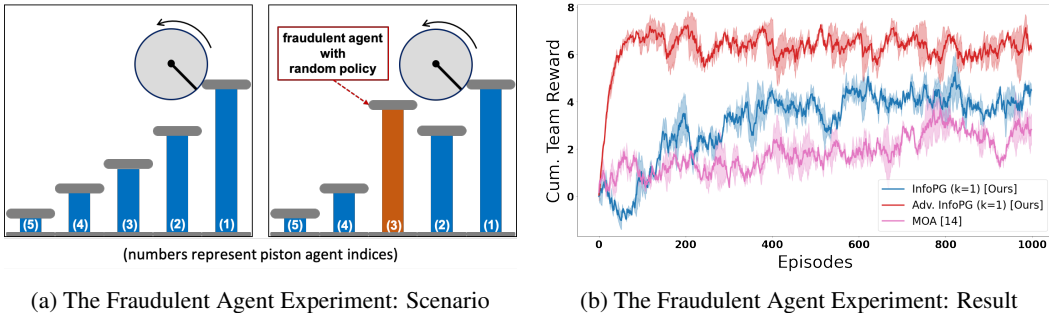 fraudulent agent
with
random policy
(5)
(4)
(3)
(2)
(1)
(5)
(4)
(3)
(2)
(1)
(numbers represent piston agent indices)
(a) The Fraudulent Agent Experiment: Scenario
Cum. Team Reward
8
6
4
2
0
InfoPG (k=1) [Ours]
Adv. InfoPG (k=1) [Ours]
MOA [14]
0
200
400
600
800
1000
Episodes
(b) The Fraudulent Agent Experiment: Result